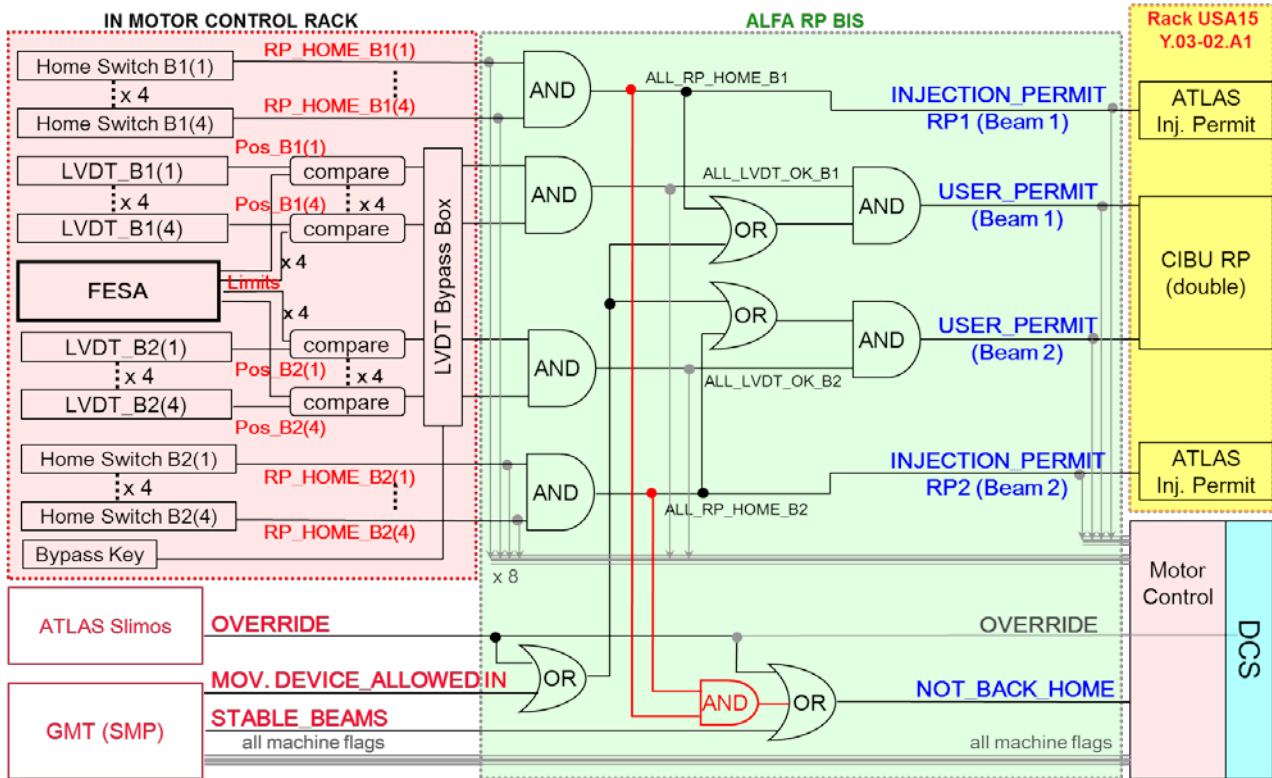 IN MOTOR CONTROL RACK
ALFA RP BIS
Rack USA15
Y.03-02.A1
Home Switch B1(1)
RP_HOME_B1(1)
x 4
Home Switch B1(4)
RP_HOME_B1(4)
AND
ALL_RP_HOME_B1
INJECTION_PERMIT
RP1 (Beam 1)
ATLAS
Inj. Permit
LVDT_B1(1)
Pos_B1(1)
compare
x 4
x 4
LVDT_B1(4)
Pos_B1(4)
compare
x 4
LVDT Bypass Box
AND
ALL_LVDT_OK_B1
OR
AND
USER_PERMIT
(Beam 1)
CIBU RP
(double)
FESA
Limits
x 4
LVDT_B2(1)
Pos_B2(1)
compare
x 4
x 4
LVDT_B2(4)
Pos_B2(4)
compare
AND
ALL_LVDT_OK_B2
OR
AND
USER_PERMIT
(Beam 2)
Home Switch B2(1)
RP_HOME_B2(1)
x 4
Home Switch B2(4)
RP_HOME_B2(4)
AND
ALL_RP_HOME_B2
INJECTION_PERMIT
RP2 (Beam 2)
ATLAS
Inj. Permit
Bypass Key
x 8
Motor
Control
DCS
ATLAS Slimos
OVERRIDE
OVERRIDE
OR
MOV. DEVICE_ALLOWED IN
GMT (SMP)
STABLE_BEAMS
all machine flags
AND
OR
NOT_BACK_HOME
all machine flags